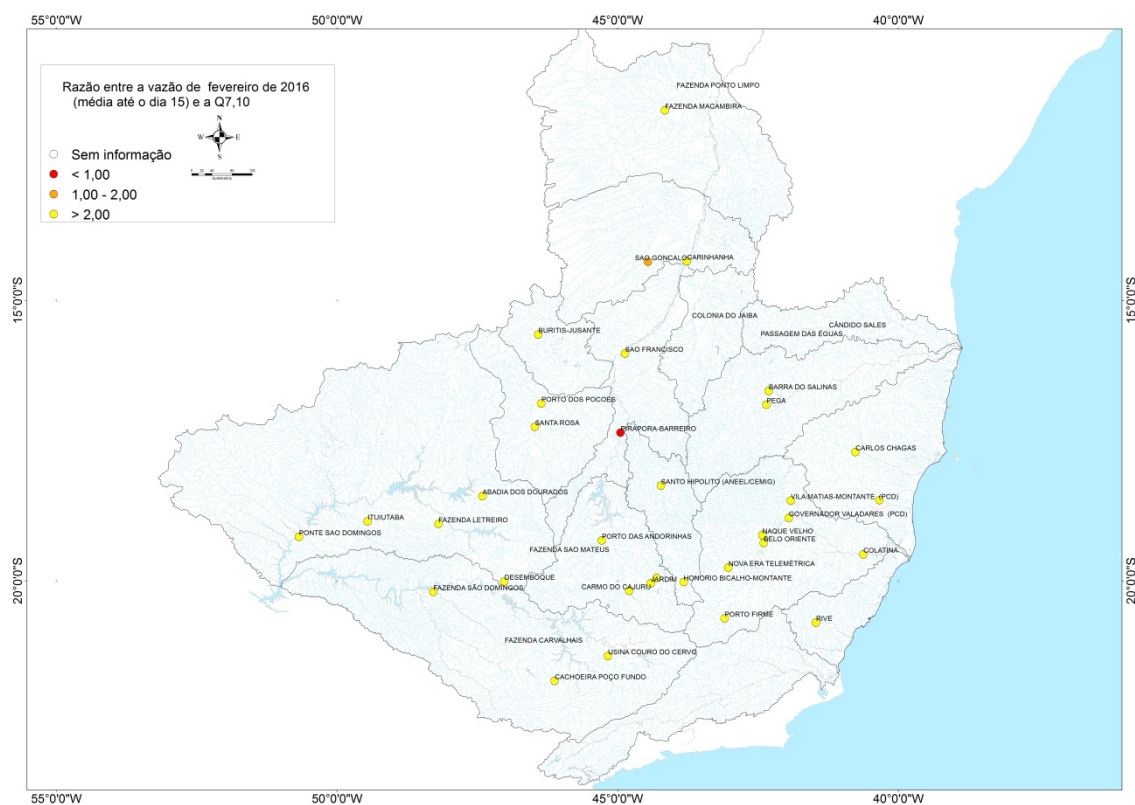 55°0'0"W 50°0'0"W 45°0'0"W 40°0'0"W
Razão entre a vazão de fevereiro de 2016
(média até o dia 15) e a Q7,10
N
W E
S
Sem informação
< 1,00
1,00 - 2,00
> 2,00
FAZENDA PONTO LIMPO
FAZENDA MACAMBIRA
SAO GONCALO
CARINHANHA
15°0'0"S
15°0'0"S
COLONIA DO JAIBA
CÂNDIDO SALES
PASSAGEM DAS ÉGUAS
BURITIS-JUSANTE
SAO FRANCISCO
BARRA DO SALINAS
PEGA
PORTO DOS POCOES
SANTA ROSA
PIRAPORA-BARREIRO
CARLOS CHAGAS
SANTO HIPOLITO (ANEEL/CEMIG)
ABADIA DOS DOURADOS
VILA MATIAS-MONTANTE (PCD)
GOVERNADOR VALADARES (PCD)
ITUIUTABA
FAZENDA LETREIRO
PONTE SAO DOMINGOS
PORTO DAS ANDORINHAS
NAQUE VELHO
BELO ORIENTE
FAZENDA SAO MATEUS
COLATINA
NOVA ERA TELEMÉTRICA
20°0'0"S
20°0'0"S
DESEMBOQUE
JARDIM
HONÓRIO BICALHO-MONTANTE
FAZENDA SÃO DOMINGOS
CARMO DO CAJURU
PORTO FIRME
RIVE
FAZENDA CARVALHAIS
USINA COURO DO CERVO
CACHOEIRA POÇO FUNDO
55°0'0"W 50°0'0"W 45°0'0"W 40°0'0"W